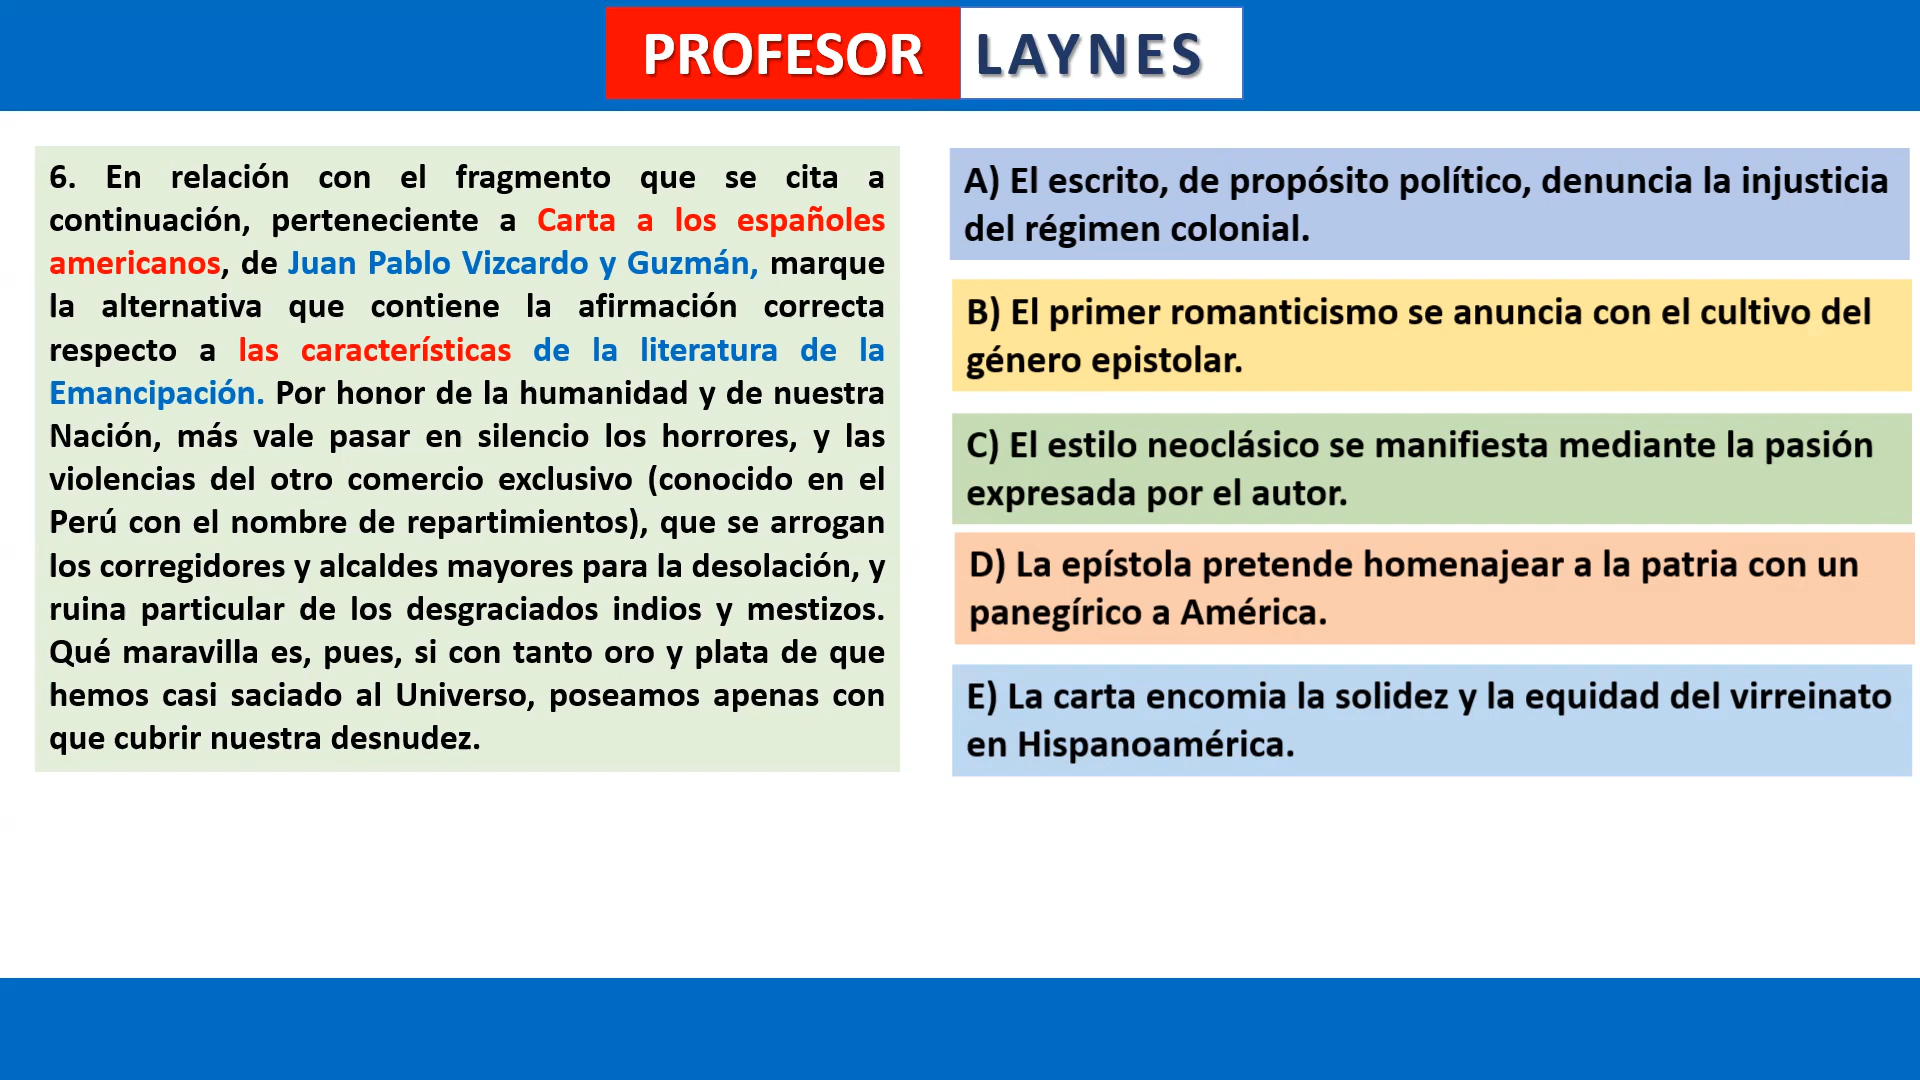 PROFESOR LAYNES
6. En relación con el fragmento que se cita a
continuación, perteneciente a Carta a los españoles
americanos, de Juan Pablo Vizcardo y Guzmán, marque
la alternativa que contiene la afirmación correcta
respecto a las características de la literatura de la
Emancipación. Por honor de la humanidad y de nuestra
Nación, más vale pasar en silencio los horrores, y las
violencias del otro comercio exclusivo (conocido en el
Perú con el nombre de repartimientos), que se arrogan
los corregidores y alcaldes mayores para la desolación, y
ruina particular de los desgraciados indios y mestizos.
Qué maravilla es, pues, si con tanto oro y plata de que
hemos casi saciado al Universo, poseamos apenas con
que cubrir nuestra desnudez.
A) El escrito, de propósito político, denuncia la injusticia
del régimen colonial.
B) El primer romanticismo se anuncia con el cultivo del
género epistolar.
C) El estilo neoclásico se manifiesta mediante la pasión
expresada por el autor.
D) La epístola pretende homenajear a la patria con un
panegírico a América.
E) La carta encomia la solidez y la equidad del virreinato
en Hispanoamérica.